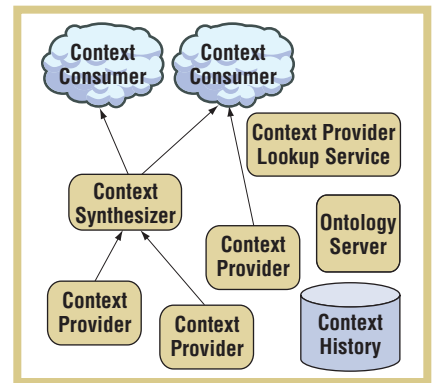 Context
Consumer
Context
Consumer
Context Provider
Lookup Service
Context
Synthesizer
Ontology
Server
Context
Provider
Context
Provider
Context
Provider
Context
History